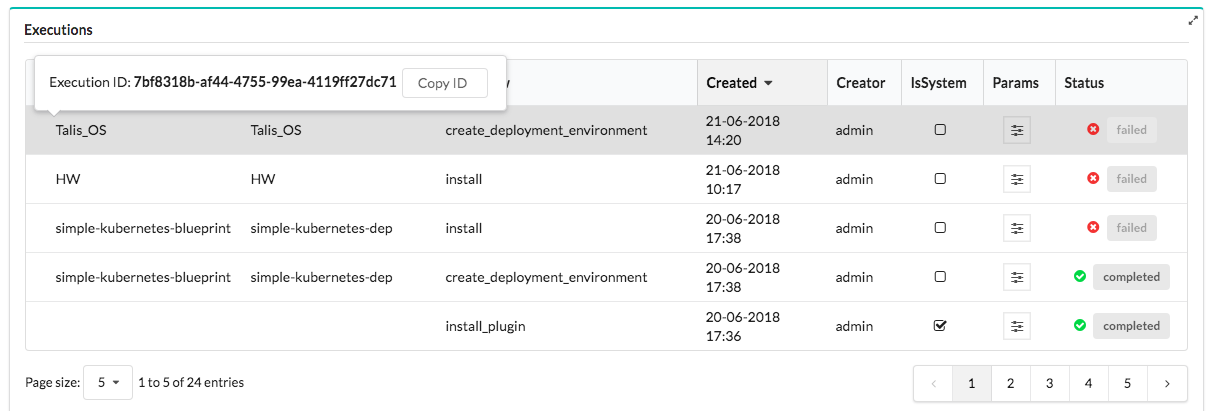 Executions
Execution ID: 7bf8318b-af44-4755-99ea-4119ff27dc71 Copy ID
Created Creator IsSystem Params Status
Talis_OS Talis_OS create_deployment_environment 21-06-2018 14:20 admin failed
HW HW install 21-06-2018 10:17 admin failed
simple-kubernetes-blueprint simple-kubernetes-dep install 20-06-2018 17:38 admin failed
simple-kubernetes-blueprint simple-kubernetes-dep create_deployment_environment 20-06-2018 17:38 admin completed
install_plugin 20-06-2018 17:36 admin completed
Page size: 5 1 to 5 of 24 entries 1 2 3 4 5